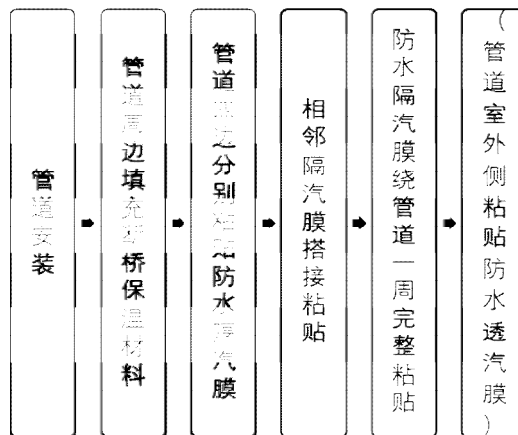 管道安装
管道周边填充断桥保温材料
管道四边分别粘贴防水隔汽膜
相邻隔汽膜搭接粘贴
防水隔汽膜绕管道一周完整粘贴
（管道室外侧粘贴防水透汽膜）